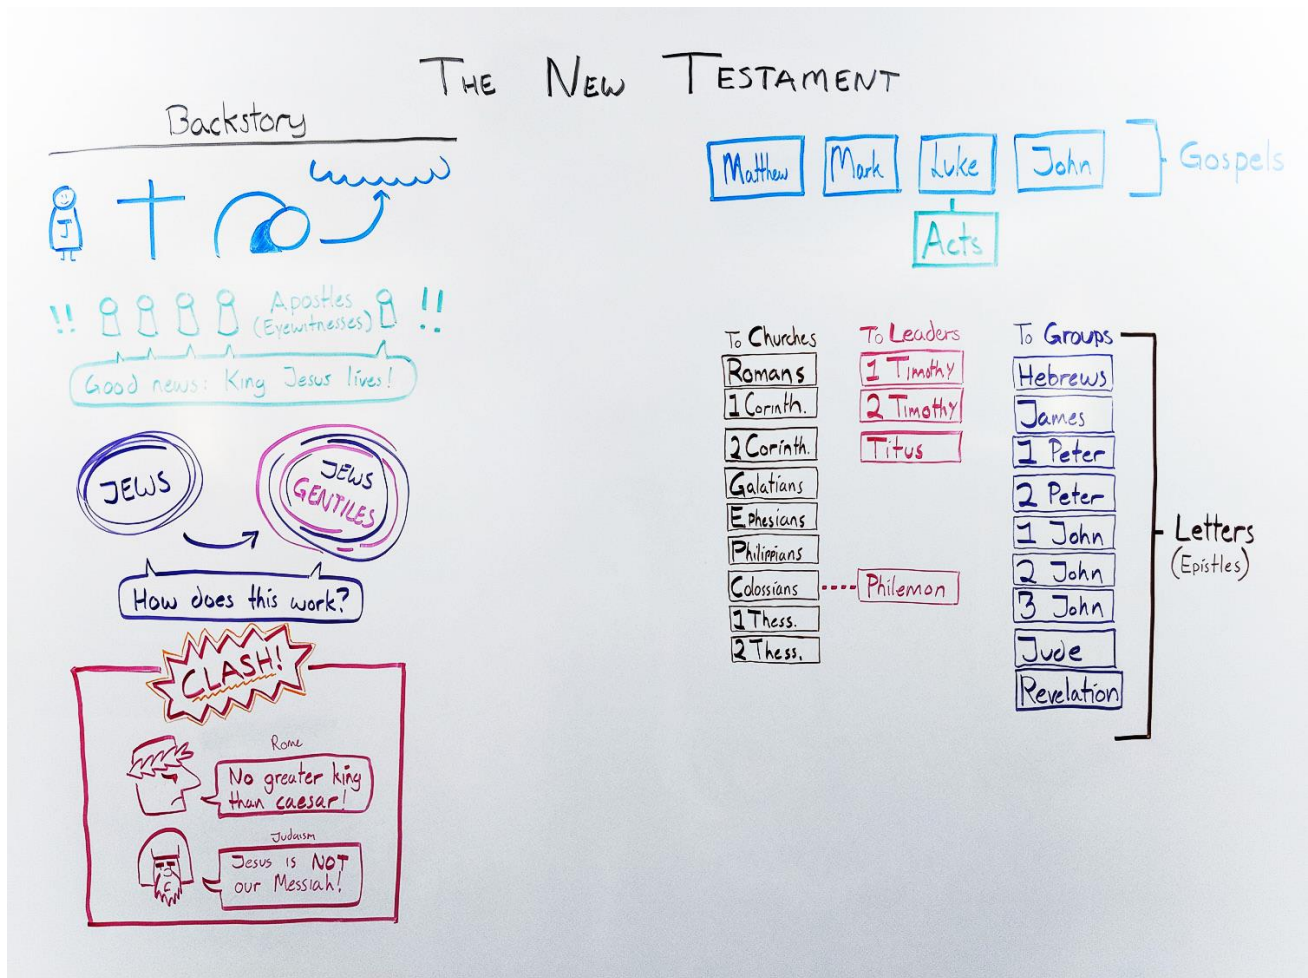 THE NEW TESTAMENT
Backstory
J
!! Apostles !!
(Eyewitnesses)
Good news: King Jesus lives!
JEWS
JEWS
GENTILES
How does this work?
CLASH!
Rome
No greater king
than caesar!
Judaism
Jesus is NOT
our Messiah!
Matthew Mark Luke John Gospels
Acts
To Churches
Romans
1 Corinth.
2 Corinth.
Galatians
Ephesians
Philippians
Colossians
1 Thess.
2 Thess.
To Leaders
1 Timothy
2 Timothy
Titus
Philemon
To Groups
Hebrews
James
1 Peter
2 Peter
1 John
2 John
3 John
Jude
Revelation
Letters
(Epistles)